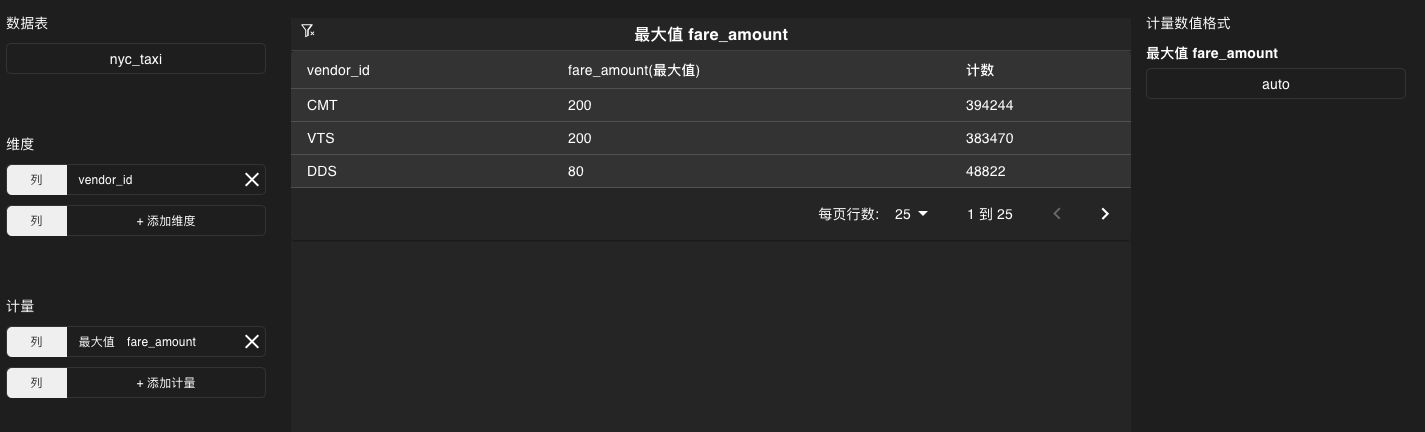 数据表
nyc_taxi
维度
列 vendor_id
列 + 添加维度
计量
列 最大值 fare_amount
列 + 添加计量
最大值 fare_amount
vendor_id fare_amount(最大值) 计数
CMT 200 394244
VTS 200 383470
DDS 80 48822
每页行数: 25 1 到 25
计量数值格式
最大值 fare_amount
auto